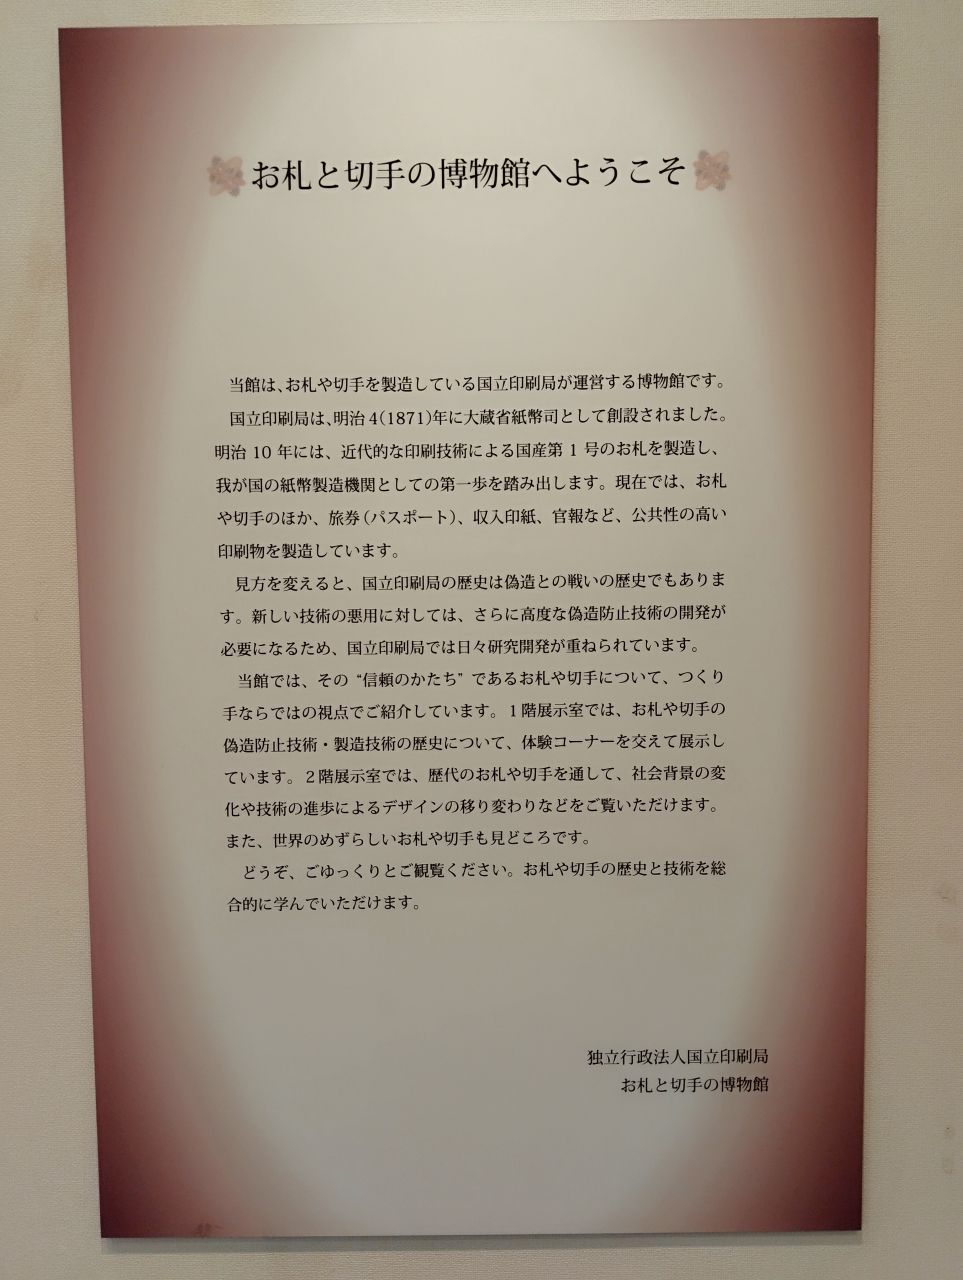 お札と切手の博物館へようこそ
当館は、お札や切手を製造している国立印刷局が運営する博物館です。
国立印刷局は、明治4(1871)年に大蔵省紙幣司として創設されました。
明治 10 年には、近代的な印刷技術による国産第 1 号のお札を製造し、
我が国の紙幣製造機関としての第一歩を踏み出します。現在では、お札
や切手のほか、旅券（パスポート）、収入印紙、官報など、公共性の高い
印刷物を製造しています。
見方を変えると、国立印刷局の歴史は偽造との戦いの歴史でもありま
す。新しい技術の悪用に対しては、さらに高度な偽造防止技術の開発が
必要になるため、国立印刷局では日々研究開発が重ねられています。
当館では、その “信頼のかたち” であるお札や切手について、つくり
手ならではの視点でご紹介しています。１階展示室では、お札や切手の
偽造防止技術・製造技術の歴史について、体験コーナーを交えて展示し
ています。２階展示室では、歴代のお札や切手を通して、社会背景の変
化や技術の進歩によるデザインの移り変わりなどをご覧いただけます。
また、世界のめずらしいお札や切手も見どころです。
どうぞ、ごゆっくりとご観覧ください。お札や切手の歴史と技術を総
合的に学んでいただけます。
独立行政法人国立印刷局
お札と切手の博物館